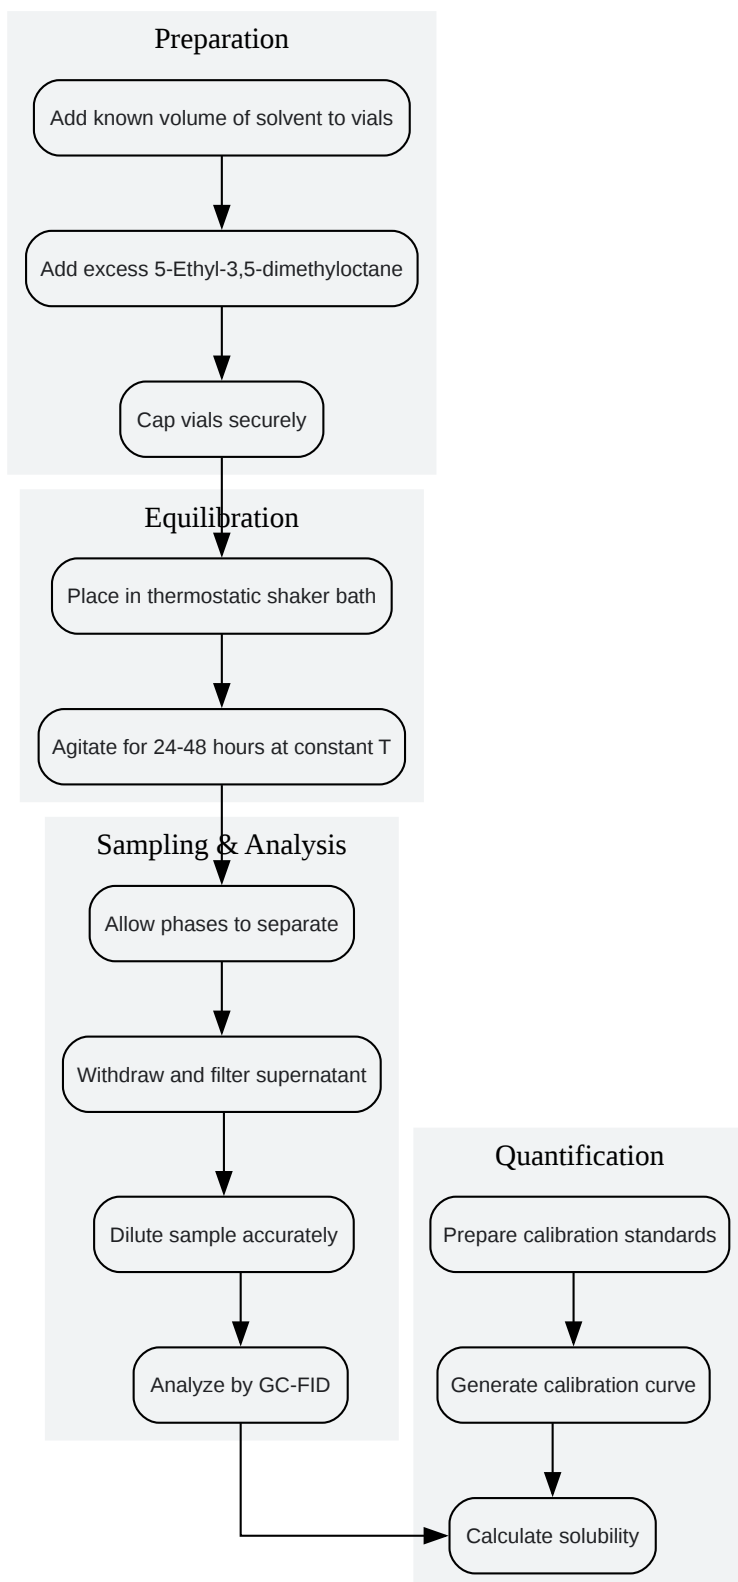 Preparation
Add known volume of solvent to vials
Add excess 5-Ethyl-3,5-dimethyloctane
Cap vials securely
Equilibration
Place in thermostatic shaker bath
Agitate for 24-48 hours at constant T
Sampling & Analysis
Allow phases to separate
Withdraw and filter supernatant
Dilute sample accurately
Analyze by GC-FID
Quantification
Prepare calibration standards
Generate calibration curve
Calculate solubility